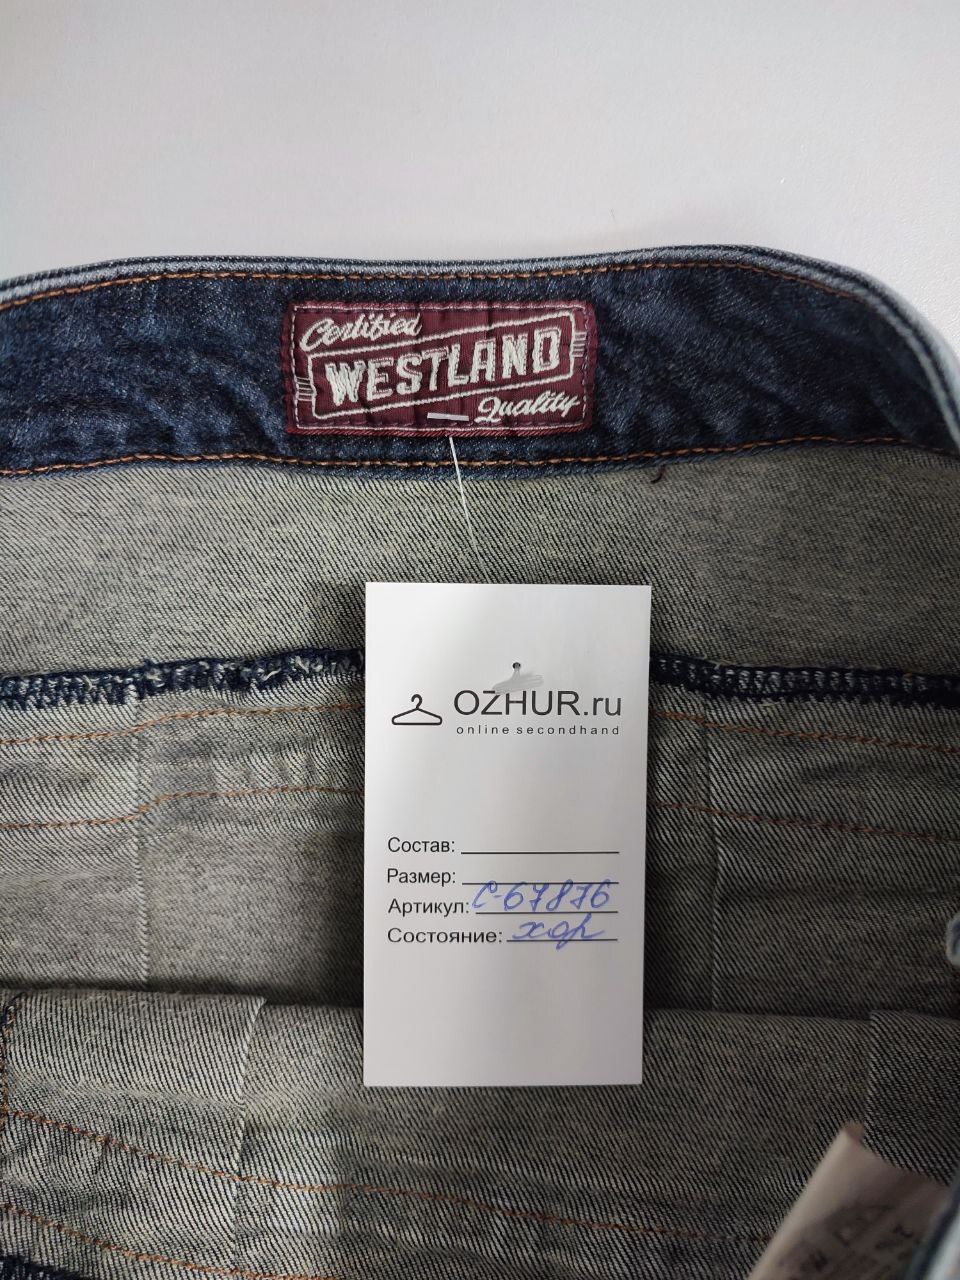 Certified
WESTLAND
Quality
OZHUR.ru
online secondhand
Состав:
Размер:
Артикул: С-67876
Состояние: хор